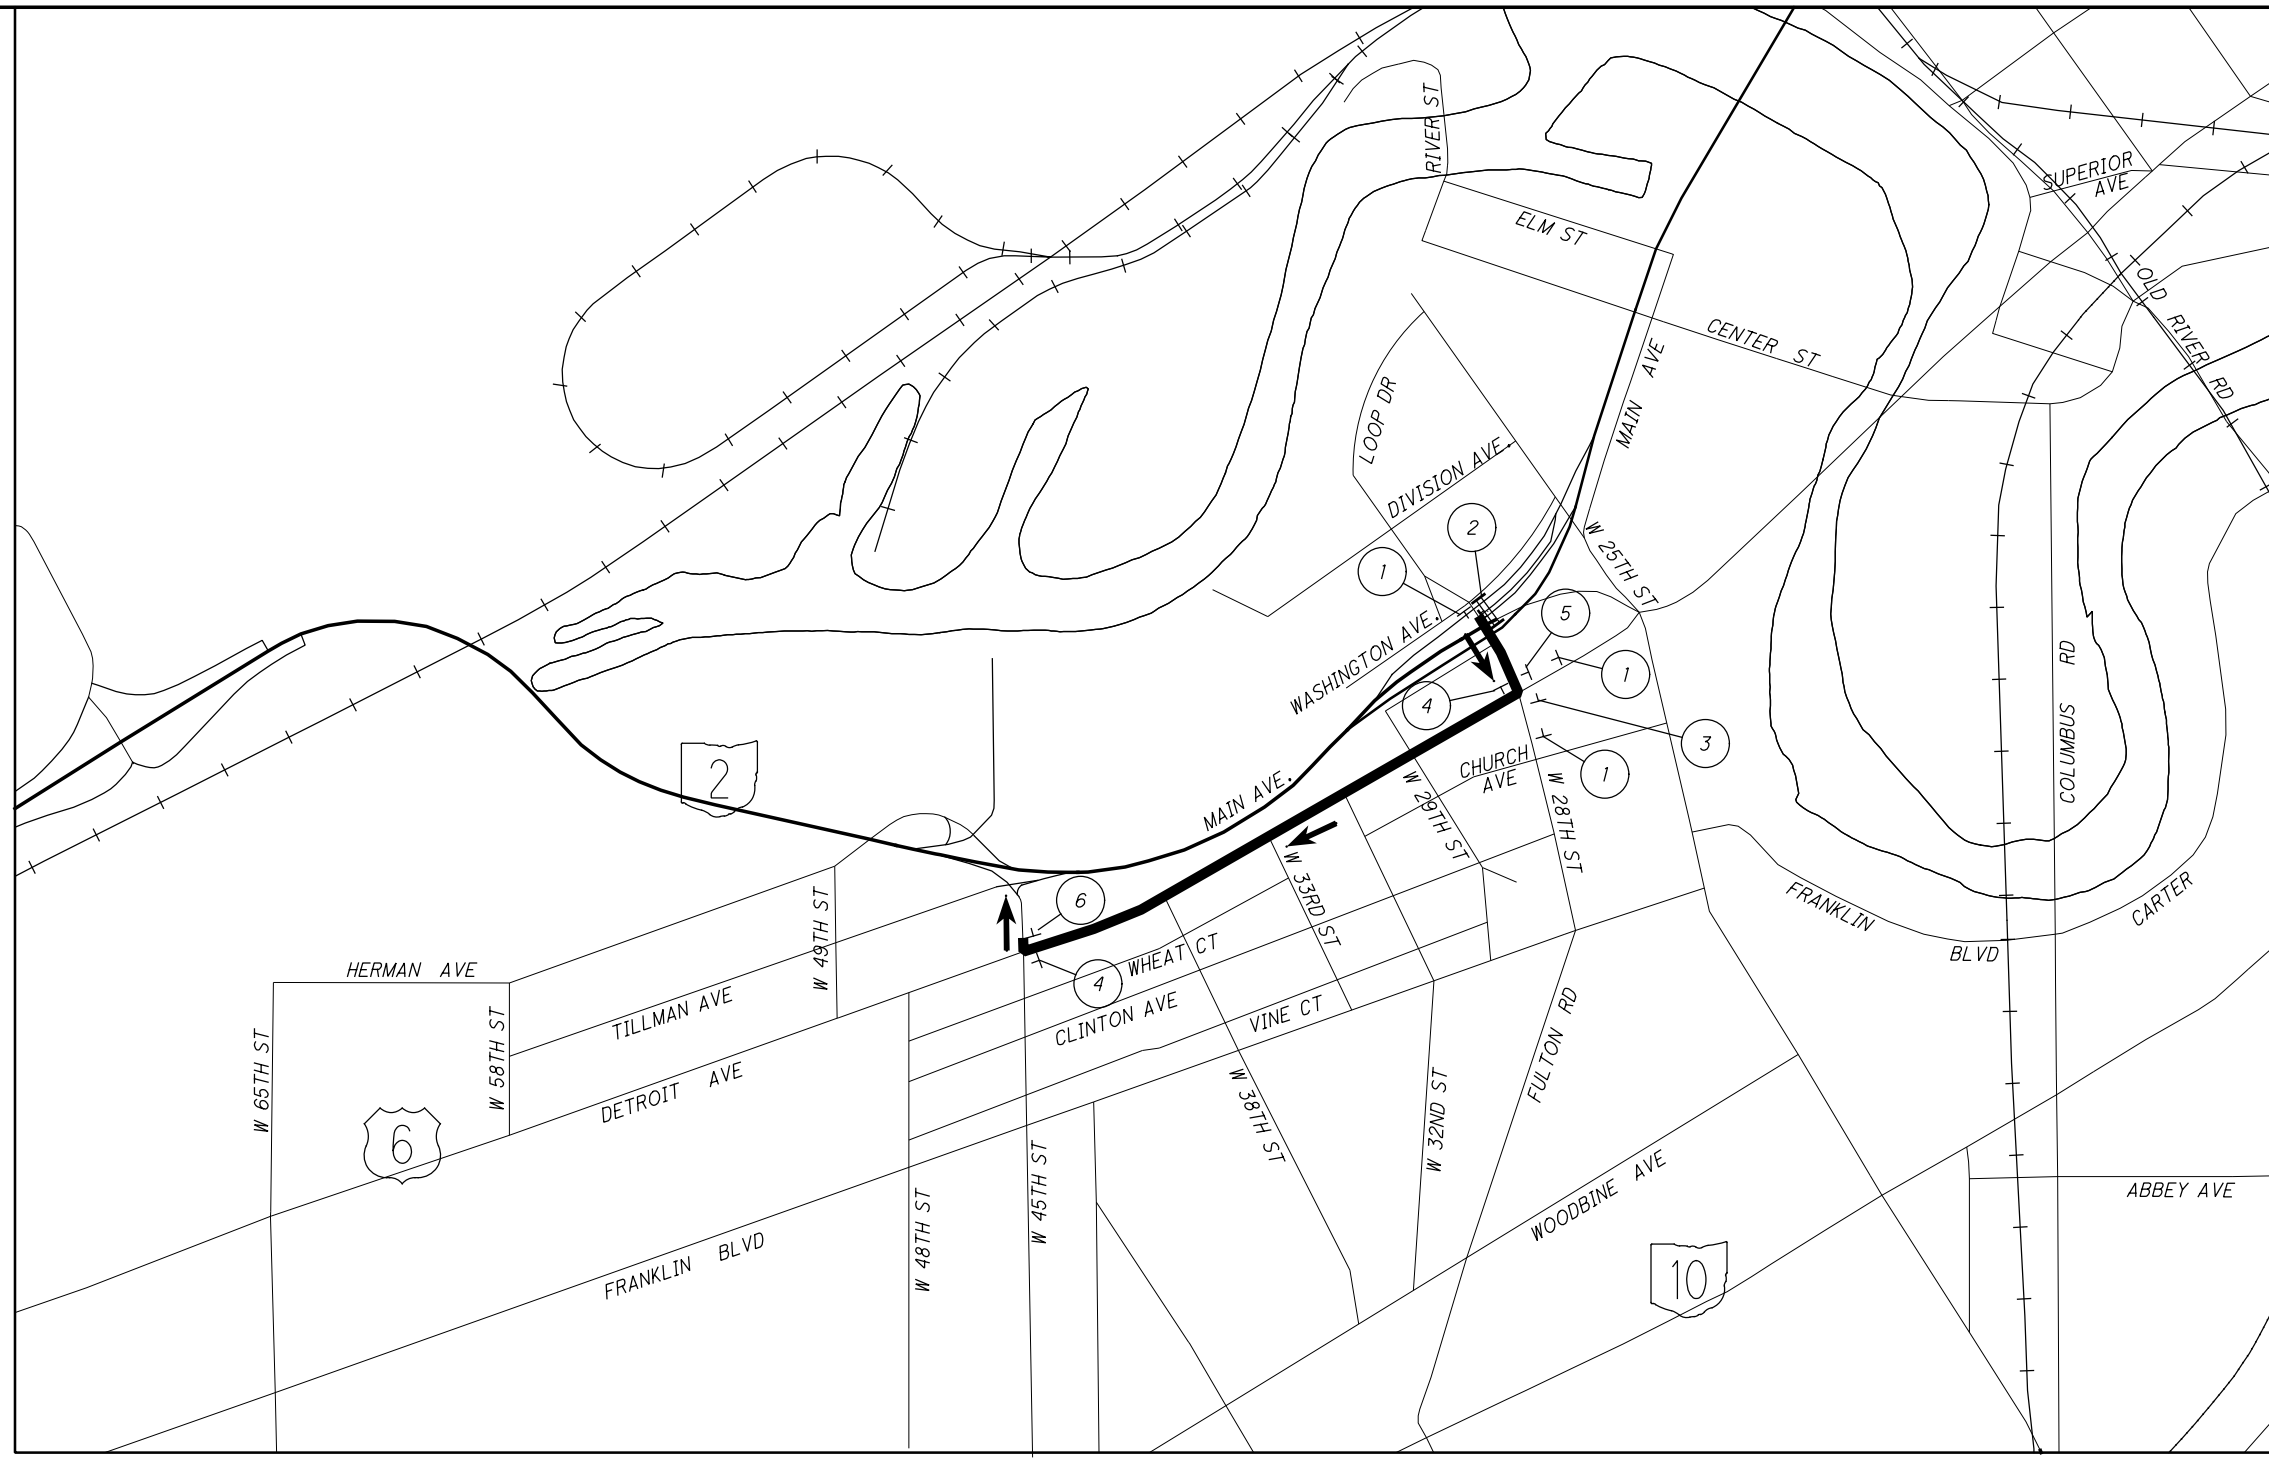 RIVER ST
SUPERIOR
AVE
ELM ST
OLD RIVER RD
CENTER ST
MAIN AVE
LOOP DR
DIVISION AVE.
2
W 25TH ST
1
5
WASHINGTON AVE.
1
4
COLUMBUS RD
3
2
CHURCH
AVE
1
MAIN AVE.
W 29TH ST
W 28TH ST
W 33RD ST
6
FRANKLIN BLVD
CARTER
W 49TH ST
WHEAT CT
4
HERMAN AVE
TILLMAN AVE
CLINTON AVE
VINE CT
FULTON RD
W 65TH ST
W 58TH ST
DETROIT AVE
W 38TH ST
W 32ND ST
6
W 45TH ST
WOODBINE AVE
ABBEY AVE
W 48TH ST
FRANKLIN BLVD
10